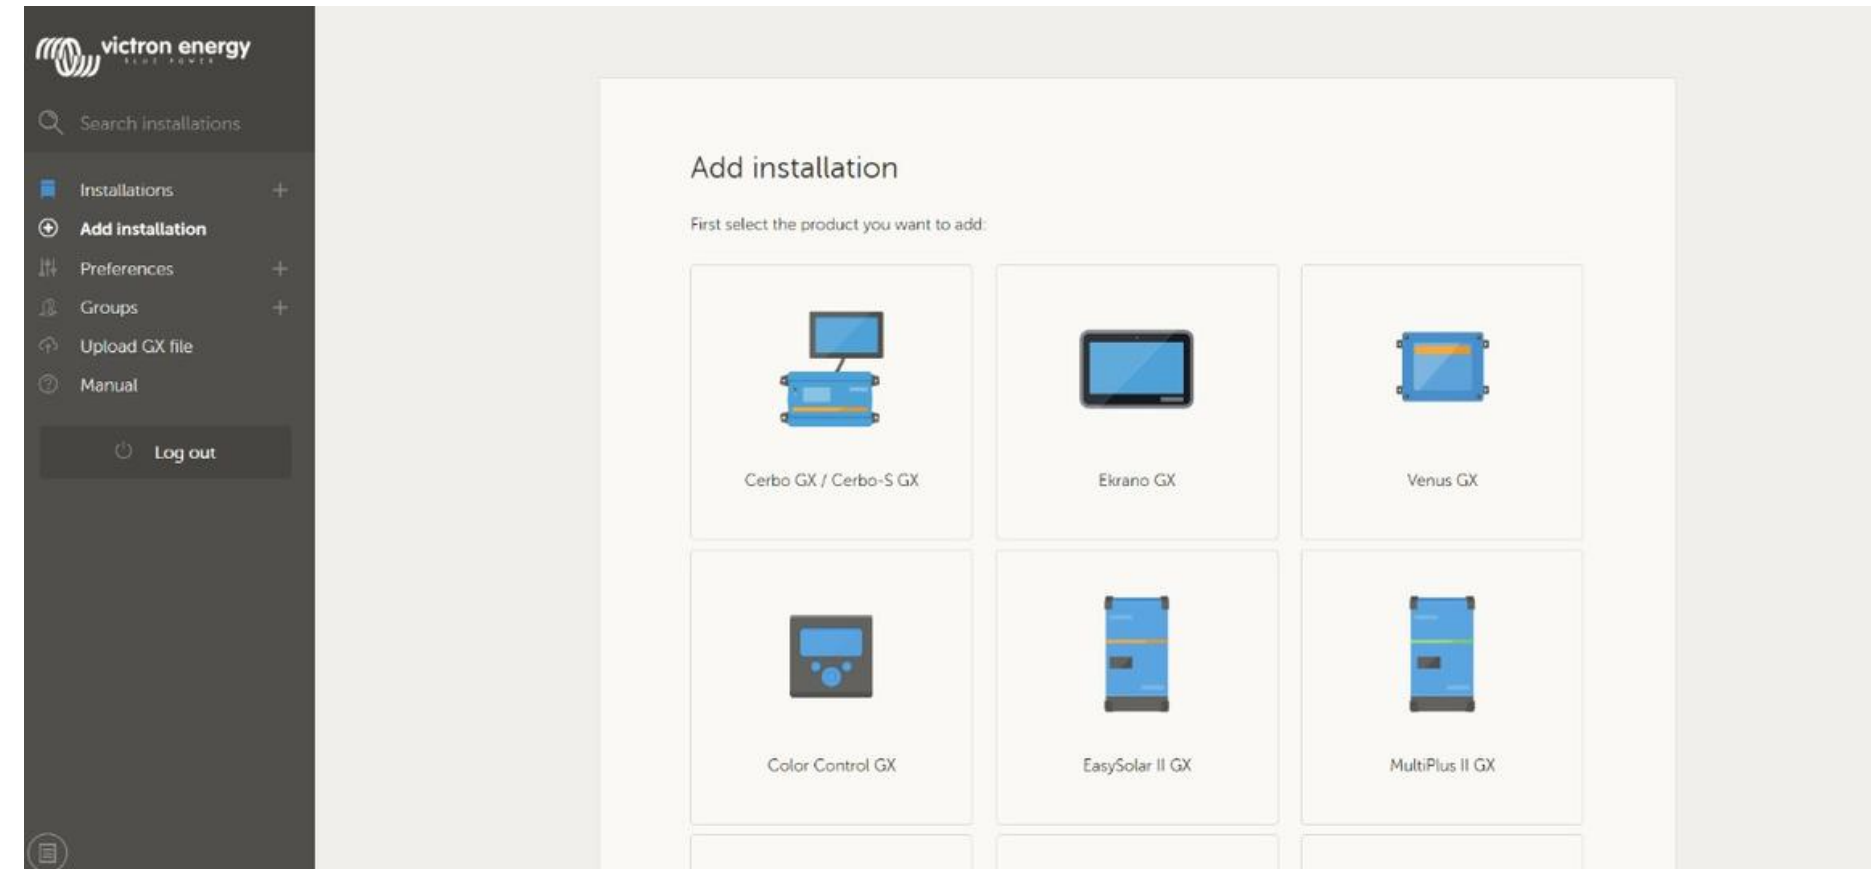 victron energy
BLUE POWER
Search installations
Installations
Add installation
Preferences
Groups
Upload GX file
Manual
Log out
Add installation
First select the product you want to add:
Cerbo GX / Cerbo-S GX
Ekrano GX
Venus GX
Color Control GX
EasySolar II GX
MultiPlus II GX